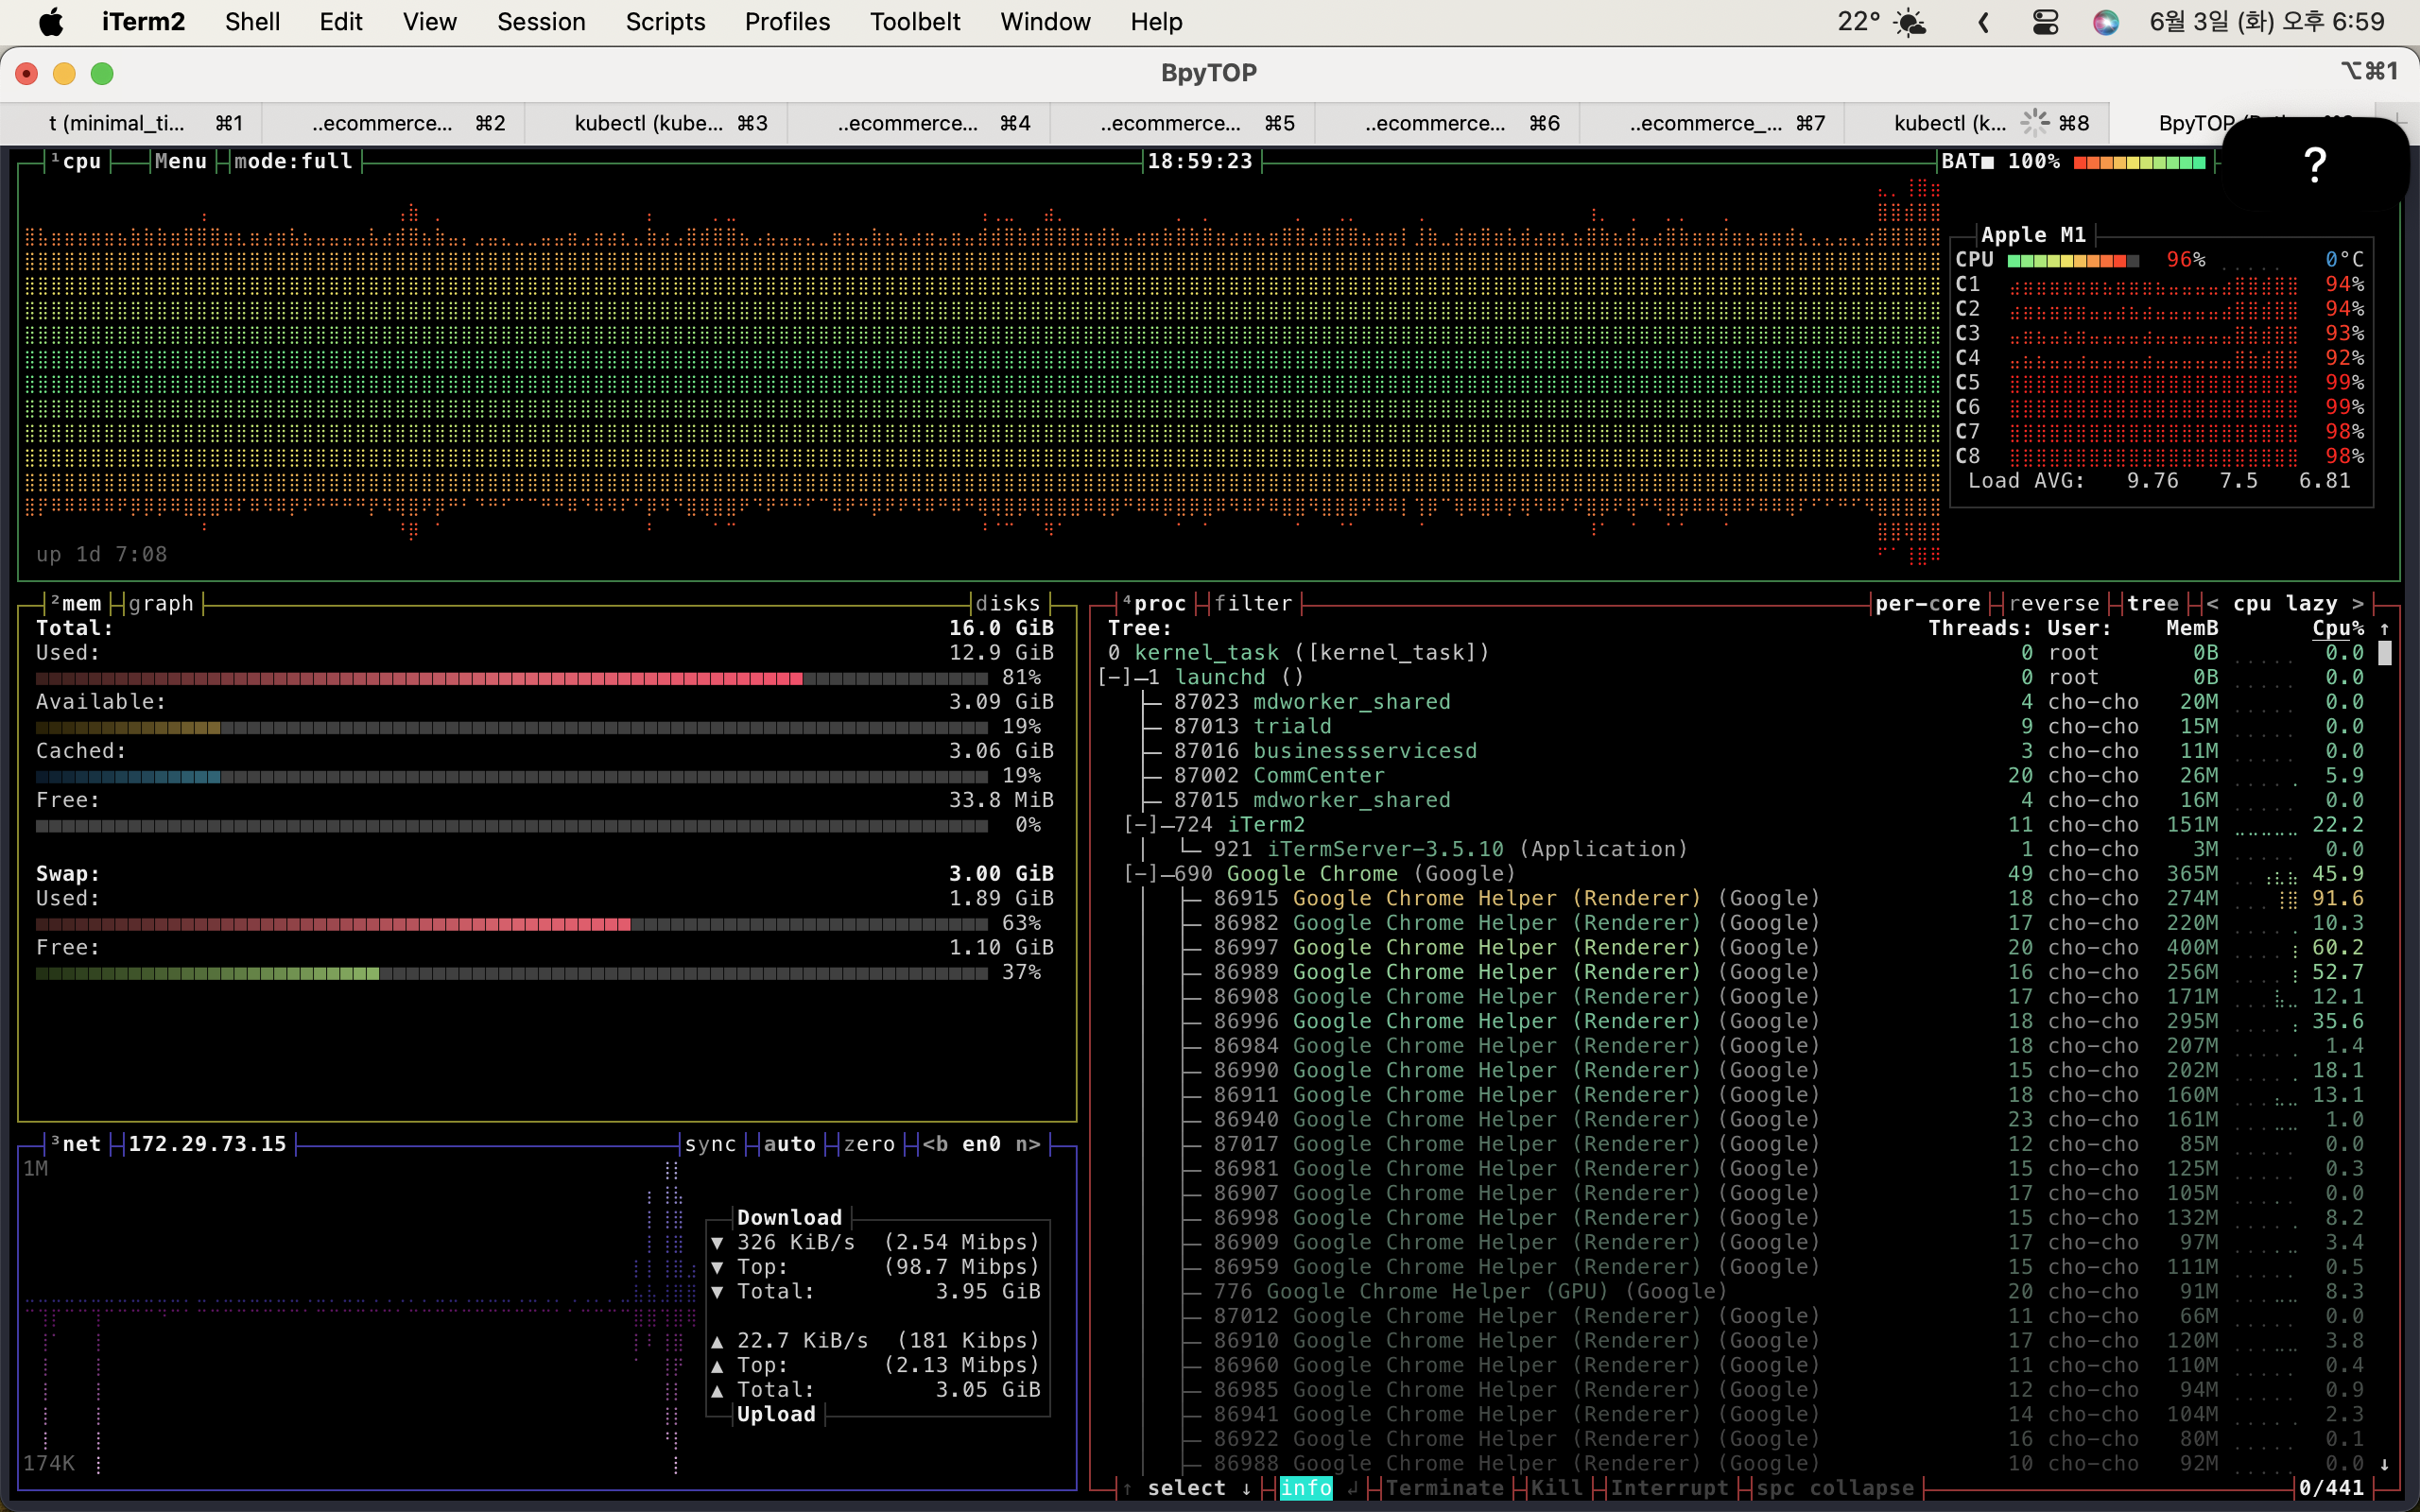 iTerm2 Shell Edit View Session Scripts Profiles Toolbelt Window Help 22° 6월 3일 (화) 오후 6:59
BpyTOP ⌥⌘1
t (minimal_ti... ⌘1 ..ecommerce... ⌘2 kubectl (kube... ⌘3 ..ecommerce... ⌘4 ..ecommerce... ⌘5 ..ecommerce... ⌘6 ..ecommerce_... ⌘7 kubectl (k... ⌘8 BpyTOP
?
¹cpu Menu mode:full 18:59:23 BAT■ 100%
Apple M1
CPU 96% 0°C
C1 94%
C2 94%
C3 93%
C4 92%
C5 99%
C6 99%
C7 98%
C8 98%
Load AVG: 9.76 7.5 6.81
up 1d 7:08
²mem graph disks
Total: 16.0 GiB
Used: 12.9 GiB
81%
Available: 3.09 GiB
19%
Cached: 3.06 GiB
19%
Free: 33.8 MiB
0%
Swap: 3.00 GiB
Used: 1.89 GiB
63%
Free: 1.10 GiB
37%
³net 172.29.73.15 sync auto zero <b en0 n>
1M
Download
▼ 326 KiB/s (2.54 Mibps)
▼ Top: (98.7 Mibps)
▼ Total: 3.95 GiB
▲ 22.7 KiB/s (181 Kibps)
▲ Top: (2.13 Mibps)
▲ Total: 3.05 GiB
Upload
174K
⁴proc filter per-core reverse tree < cpu lazy >
Tree: Threads: User: MemB Cpu% ↑
0 kernel_task ([kernel_task]) 0 root 0B 0.0
[-]─1 launchd () 0 root 0B 0.0
├─ 87023 mdworker_shared 4 cho-cho 20M 0.0
├─ 87013 triald 9 cho-cho 15M 0.0
├─ 87016 businessservicesd 3 cho-cho 11M 0.0
├─ 87002 CommCenter 20 cho-cho 26M 5.9
├─ 87015 mdworker_shared 4 cho-cho 16M 0.0
[-]─724 iTerm2 11 cho-cho 151M 22.2
│ └─ 921 iTermServer-3.5.10 (Application) 1 cho-cho 3M 0.0
[-]─690 Google Chrome (Google) 49 cho-cho 365M 45.9
│ ├─ 86915 Google Chrome Helper (Renderer) (Google) 18 cho-cho 274M 91.6
│ ├─ 86982 Google Chrome Helper (Renderer) (Google) 17 cho-cho 220M 10.3
│ ├─ 86997 Google Chrome Helper (Renderer) (Google) 20 cho-cho 400M 60.2
│ ├─ 86989 Google Chrome Helper (Renderer) (Google) 16 cho-cho 256M 52.7
│ ├─ 86908 Google Chrome Helper (Renderer) (Google) 17 cho-cho 171M 12.1
│ ├─ 86996 Google Chrome Helper (Renderer) (Google) 18 cho-cho 295M 35.6
│ ├─ 86984 Google Chrome Helper (Renderer) (Google) 18 cho-cho 207M 1.4
│ ├─ 86990 Google Chrome Helper (Renderer) (Google) 15 cho-cho 202M 18.1
│ ├─ 86911 Google Chrome Helper (Renderer) (Google) 18 cho-cho 160M 13.1
│ ├─ 86940 Google Chrome Helper (Renderer) (Google) 23 cho-cho 161M 1.0
│ ├─ 87017 Google Chrome Helper (Renderer) (Google) 12 cho-cho 85M 0.0
│ ├─ 86981 Google Chrome Helper (Renderer) (Google) 15 cho-cho 125M 0.3
│ ├─ 86907 Google Chrome Helper (Renderer) (Google) 17 cho-cho 105M 0.0
│ ├─ 86998 Google Chrome Helper (Renderer) (Google) 15 cho-cho 132M 8.2
│ ├─ 86909 Google Chrome Helper (Renderer) (Google) 17 cho-cho 97M 3.4
│ ├─ 86959 Google Chrome Helper (Renderer) (Google) 15 cho-cho 111M 0.5
│ ├─ 776 Google Chrome Helper (GPU) (Google) 20 cho-cho 91M 8.3
│ ├─ 87012 Google Chrome Helper (Renderer) (Google) 11 cho-cho 66M 0.0
│ ├─ 86910 Google Chrome Helper (Renderer) (Google) 17 cho-cho 120M 3.8
│ ├─ 86960 Google Chrome Helper (Renderer) (Google) 11 cho-cho 110M 0.4
│ ├─ 86985 Google Chrome Helper (Renderer) (Google) 12 cho-cho 94M 0.9
│ ├─ 86941 Google Chrome Helper (Renderer) (Google) 14 cho-cho 104M 2.3
│ ├─ 86922 Google Chrome Helper (Renderer) (Google) 16 cho-cho 80M 0.1
│ ├─ 86988 Google Chrome Helper (Renderer) (Google) 10 cho-cho 92M 0.0 ↓
↑ select ↓ info ↲ Terminate Kill Interrupt spc collapse 0/441